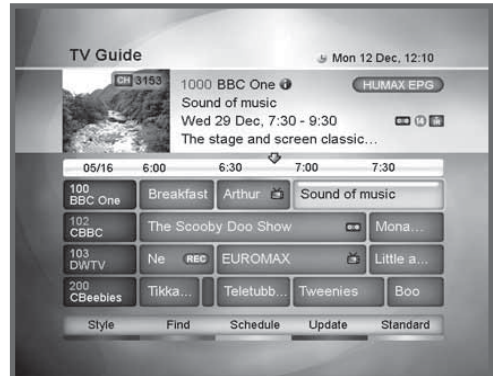 TV Guide
Mon 12 Dec, 12:10
CH 3153
1000 BBC One
HUMAX EPG
Sound of music
Wed 29 Dec, 7:30 - 9:30
The stage and screen classic...
05/16 6:00 6:30 7:00 7:30
100
BBC One
Breakfast Arthur Sound of music
102
CBBC
The Scooby Doo Show Mona...
103
DWTV
Ne REC EUROMAX Little a...
200
CBeebies
Tikka... Teletubb... Tweenies Boo
Style Find Schedule Update Standard